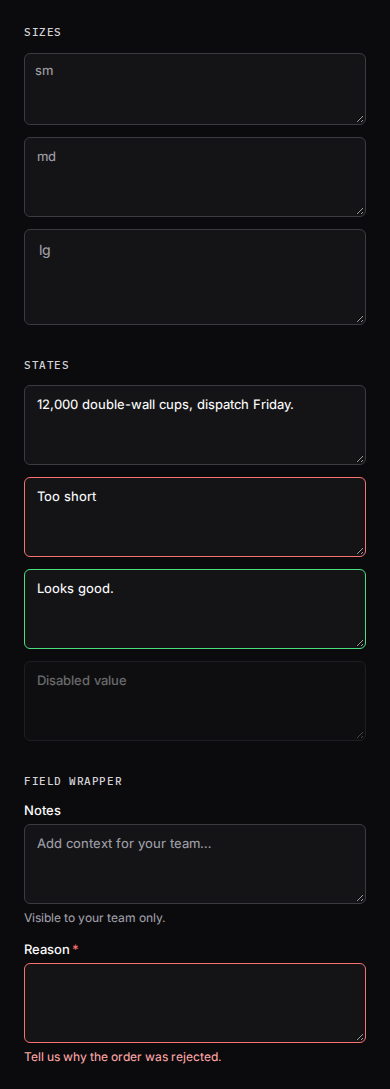 SIZES
sm
md
lg
STATES
12,000 double-wall cups, dispatch Friday.
Too short
Looks good.
Disabled value
FIELD WRAPPER
Notes
Add context for your team...
Visible to your team only.
Reason *
Tell us why the order was rejected.